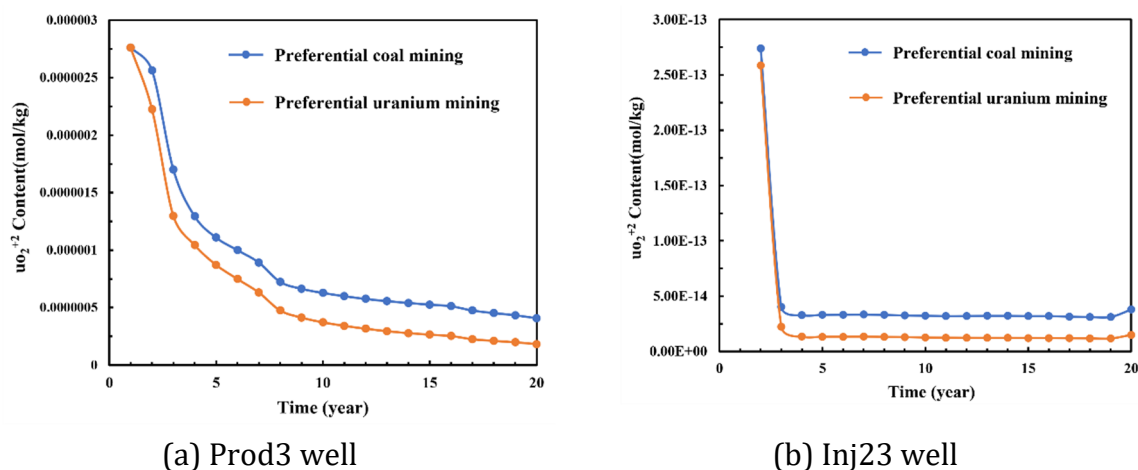 0.000003
0.0000025
0.000002
0.0000015
0.000001
0.0000005
0
uo₂⁺² Content(mol/kg)
Preferential coal mining
Preferential uranium mining
0 5 10 15 20
Time (year)
(a) Prod3 well
3.00E-13
2.50E-13
2.00E-13
1.50E-13
1.00E-13
5.00E-14
0.00E+00
uo₂⁺² Content(mol/kg)
Preferential coal mining
Preferential uranium mining
0 5 10 15 20
Time (year)
(b) Inj23 well